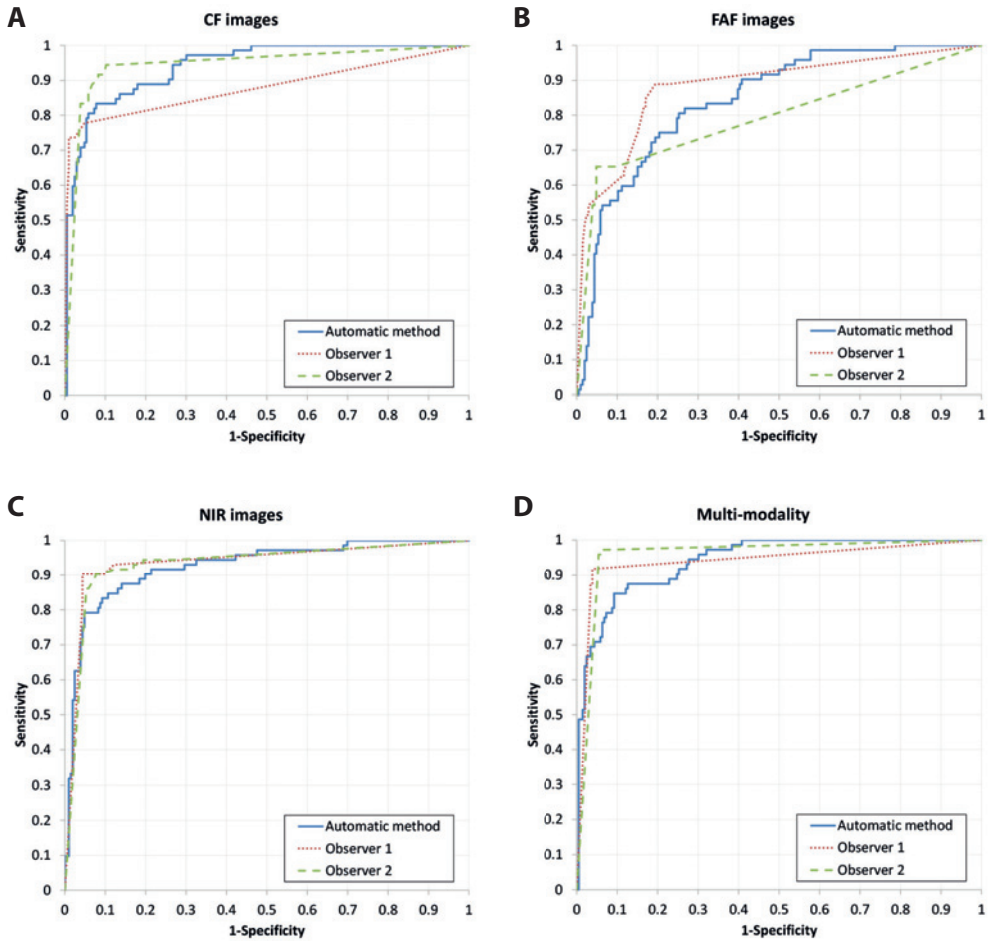 A
CF images
1
0.9
0.8
0.7
0.6
0.5
0.4
0.3
0.2
0.1
0
Sensitivity
Automatic method
Observer 1
Observer 2
0 0.1 0.2 0.3 0.4 0.5 0.6 0.7 0.8 0.9 1
1-Specificity
B
FAF images
1
0.9
0.8
0.7
0.6
0.5
0.4
0.3
0.2
0.1
0
Sensitivity
Automatic method
Observer 1
Observer 2
0 0.1 0.2 0.3 0.4 0.5 0.6 0.7 0.8 0.9 1
1-Specificity
C
NIR images
1
0.9
0.8
0.7
0.6
0.5
0.4
0.3
0.2
0.1
0
Sensitivity
Automatic method
Observer 1
Observer 2
0 0.1 0.2 0.3 0.4 0.5 0.6 0.7 0.8 0.9 1
1-Specificity
D
Multi-modality
1
0.9
0.8
0.7
0.6
0.5
0.4
0.3
0.2
0.1
0
Sensitivity
Automatic method
Observer 1
Observer 2
0 0.1 0.2 0.3 0.4 0.5 0.6 0.7 0.8 0.9 1
1-Specificity